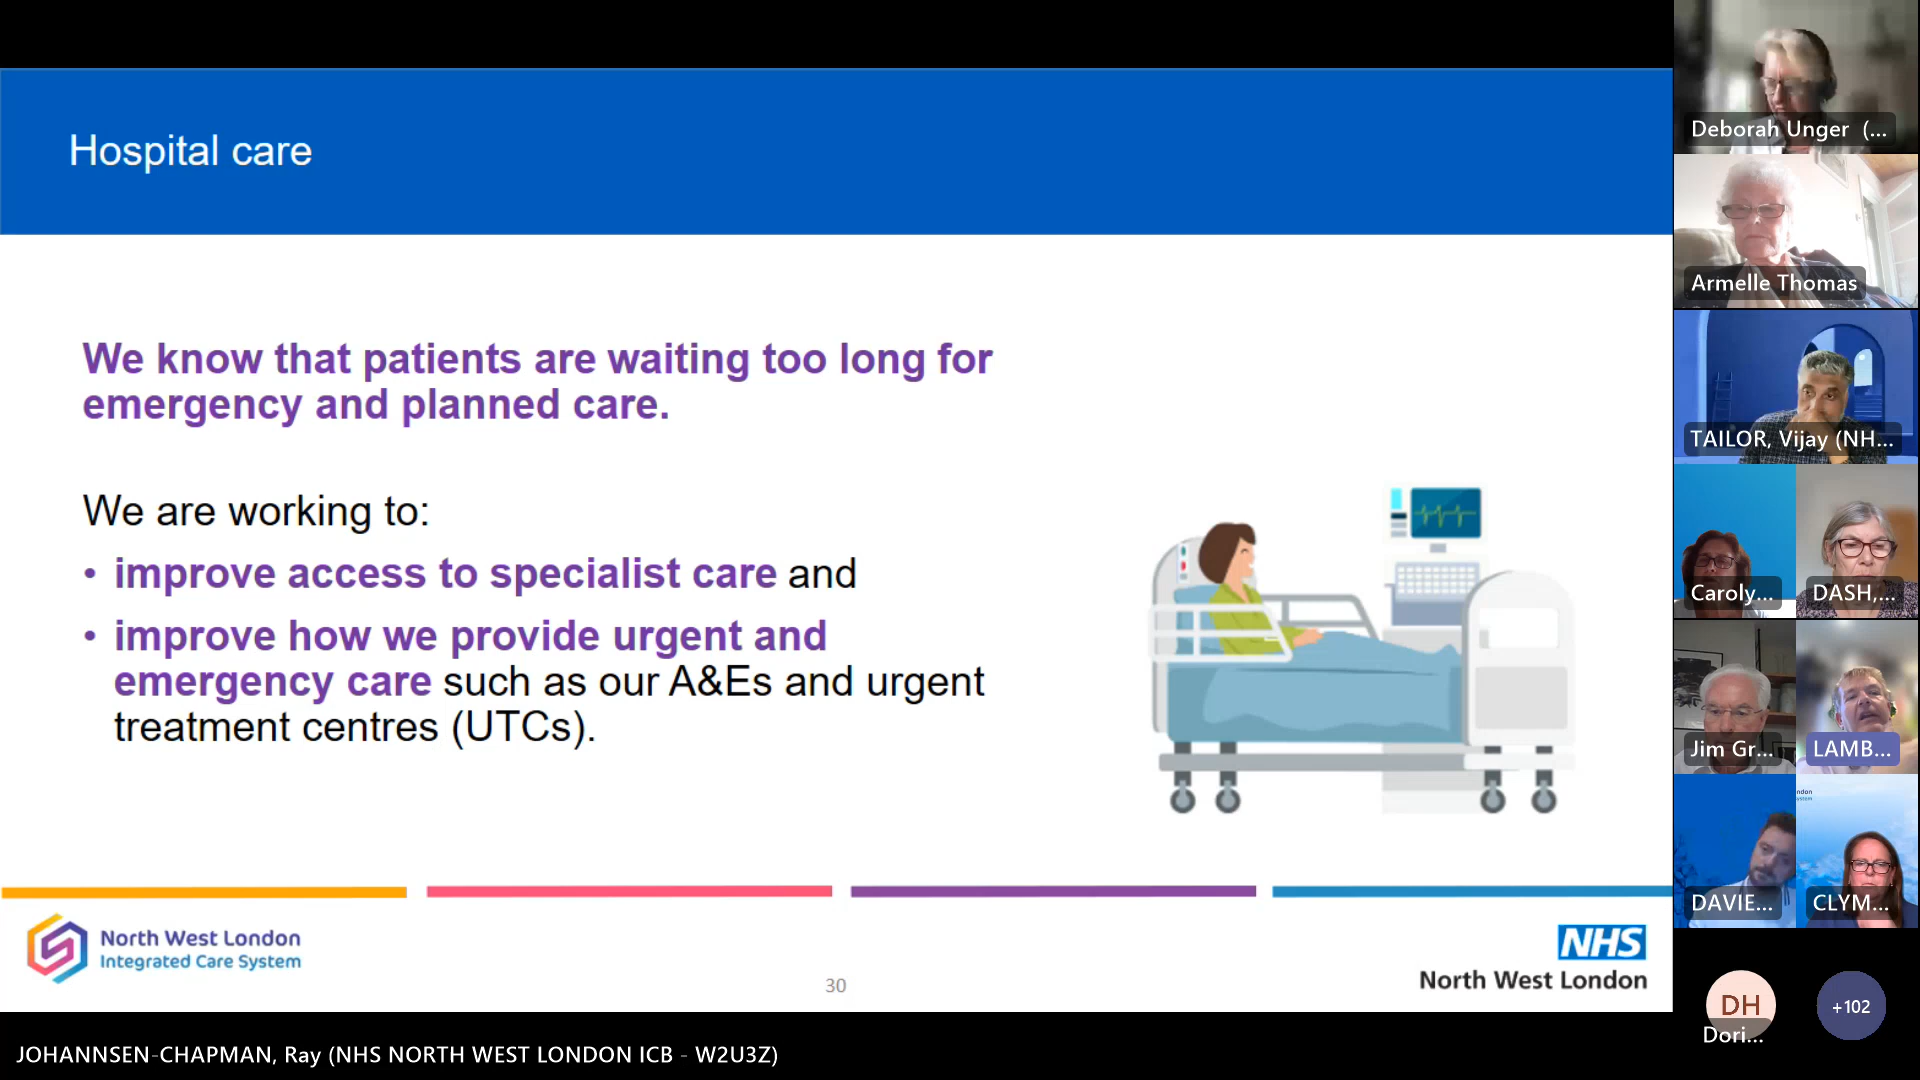 Hospital care
We know that patients are waiting too long for
emergency and planned care.
We are working to:
• improve access to specialist care and
• improve how we provide urgent and
emergency care such as our A&Es and urgent
treatment centres (UTCs).
North West London
Integrated Care System
30
NHS
North West London
JOHANNSEN-CHAPMAN, Ray (NHS NORTH WEST LONDON ICB - W2U3Z)
Deborah Unger (...
Armelle Thomas
TAILOR, Vijay (NH...
Caroly...
DASH,...
Jim Gr...
LAMB...
DAVIE...
CLYM...
DH
Dori...
+102